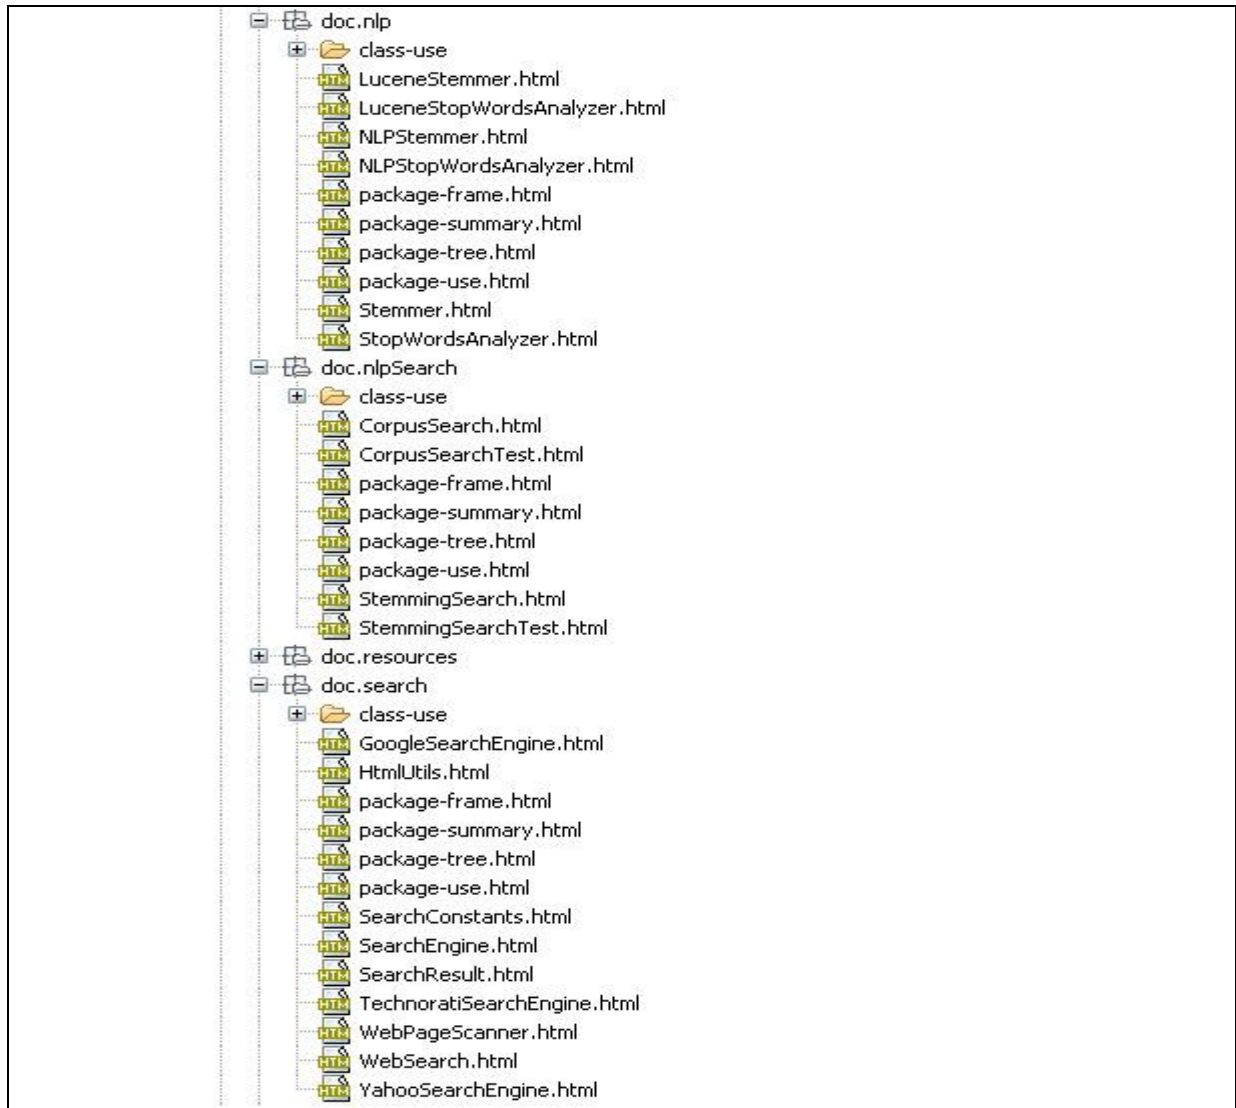 doc.nlp
class-use
LuceneStemmer.html
LuceneStopWordsAnalyzer.html
NLPStemmer.html
NLPStopWordsAnalyzer.html
package-frame.html
package-summary.html
package-tree.html
package-use.html
Stemmer.html
StopWordsAnalyzer.html
doc.nlpSearch
class-use
CorpusSearch.html
CorpusSearchTest.html
package-frame.html
package-summary.html
package-tree.html
package-use.html
StemmingSearch.html
StemmingSearchTest.html
doc.resources
doc.search
class-use
GoogleSearchEngine.html
HtmlUtils.html
package-frame.html
package-summary.html
package-tree.html
package-use.html
SearchConstants.html
SearchEngine.html
SearchResult.html
TechnoratiSearchEngine.html
WebPageScanner.html
WebSearch.html
YahooSearchEngine.html